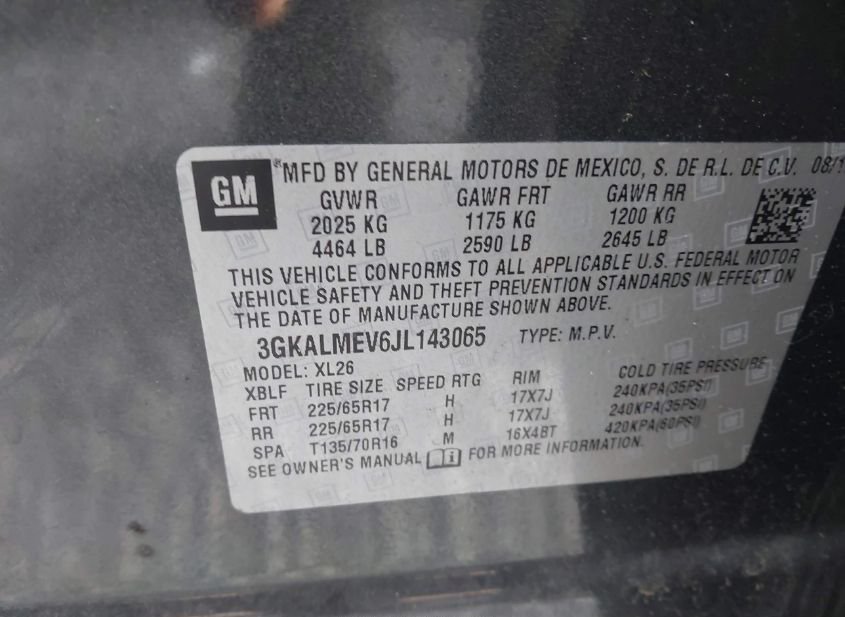 GM
MFD BY GENERAL MOTORS DE MEXICO, S. DE R.L. DE C.V. 08/1
GVWR GAWR FRT GAWR RR
2025 KG 1175 KG 1200 KG
4464 LB 2590 LB 2645 LB
THIS VEHICLE CONFORMS TO ALL APPLICABLE U.S. FEDERAL MOTOR
VEHICLE SAFETY AND THEFT PREVENTION STANDARDS IN EFFECT ON
THE DATE OF MANUFACTURE SHOWN ABOVE.
3GKALMEV6JL143065 TYPE: M.P.V.
MODEL: XL26
XBLF TIRE SIZE SPEED RTG RIM COLD TIRE PRESSURE
FRT 225/65R17 H 17X7J 240KPA(35PSI)
RR 225/65R17 H 17X7J 240KPA(35PSI)
SPA T135/70R16 M 16X4BT 420KPA(60PSI)
SEE OWNER'S MANUAL FOR MORE INFORMATION.